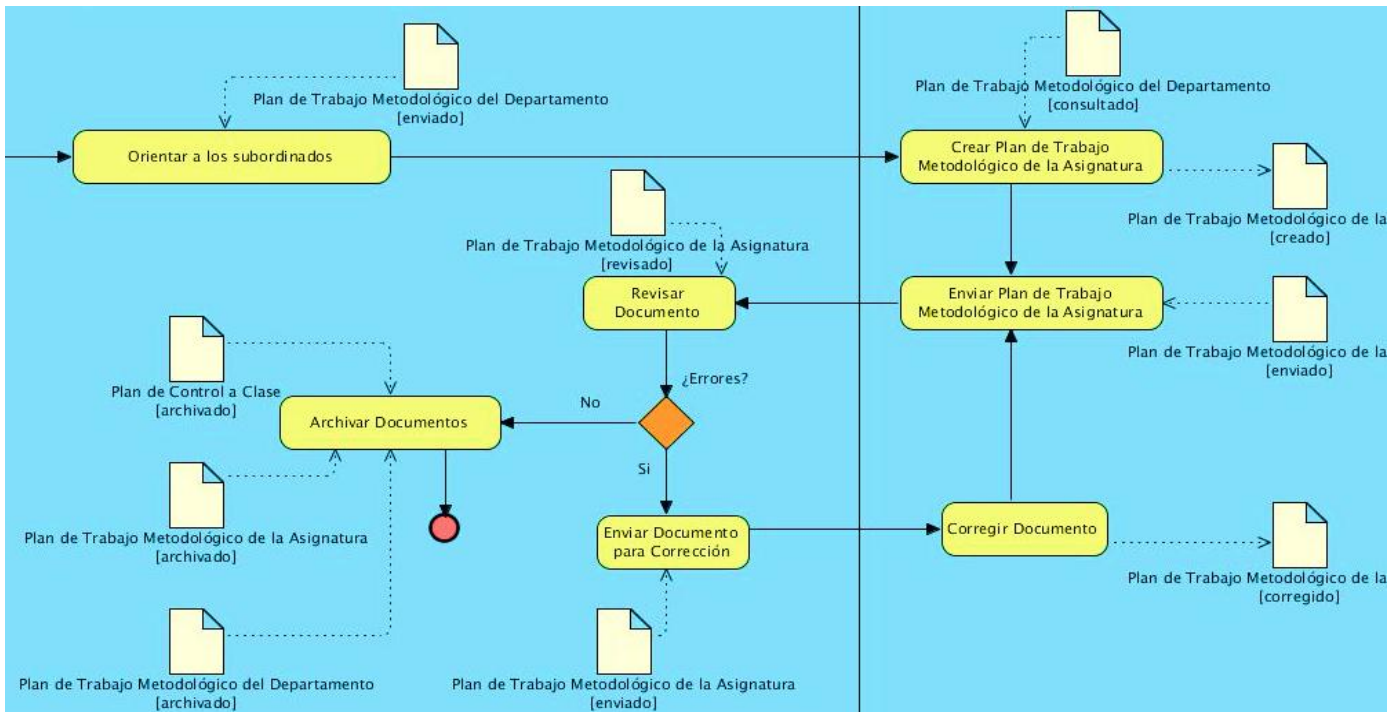 Plan de Trabajo Metodológico del Departamento
[enviado]
Plan de Trabajo Metodológico del Departamento
[consultado]
Orientar a los subordinados
Crear Plan de Trabajo
Metodológico de la Asignatura
Plan de Trabajo Metodológico de la
[creado]
Plan de Trabajo Metodológico de la Asignatura
[revisado]
Revisar
Documento
Enviar Plan de Trabajo
Metodológico de la Asignatura
Plan de Trabajo Metodológico de la
[enviado]
¿Errores?
Plan de Control a Clase
[archivado]
No
Archivar Documentos
Si
Plan de Trabajo Metodológico de la Asignatura
[archivado]
Enviar Documento
para Corrección
Corregir Documento
Plan de Trabajo Metodológico de la
[corregido]
Plan de Trabajo Metodológico del Departamento
[archivado]
Plan de Trabajo Metodológico de la Asignatura
[enviado]